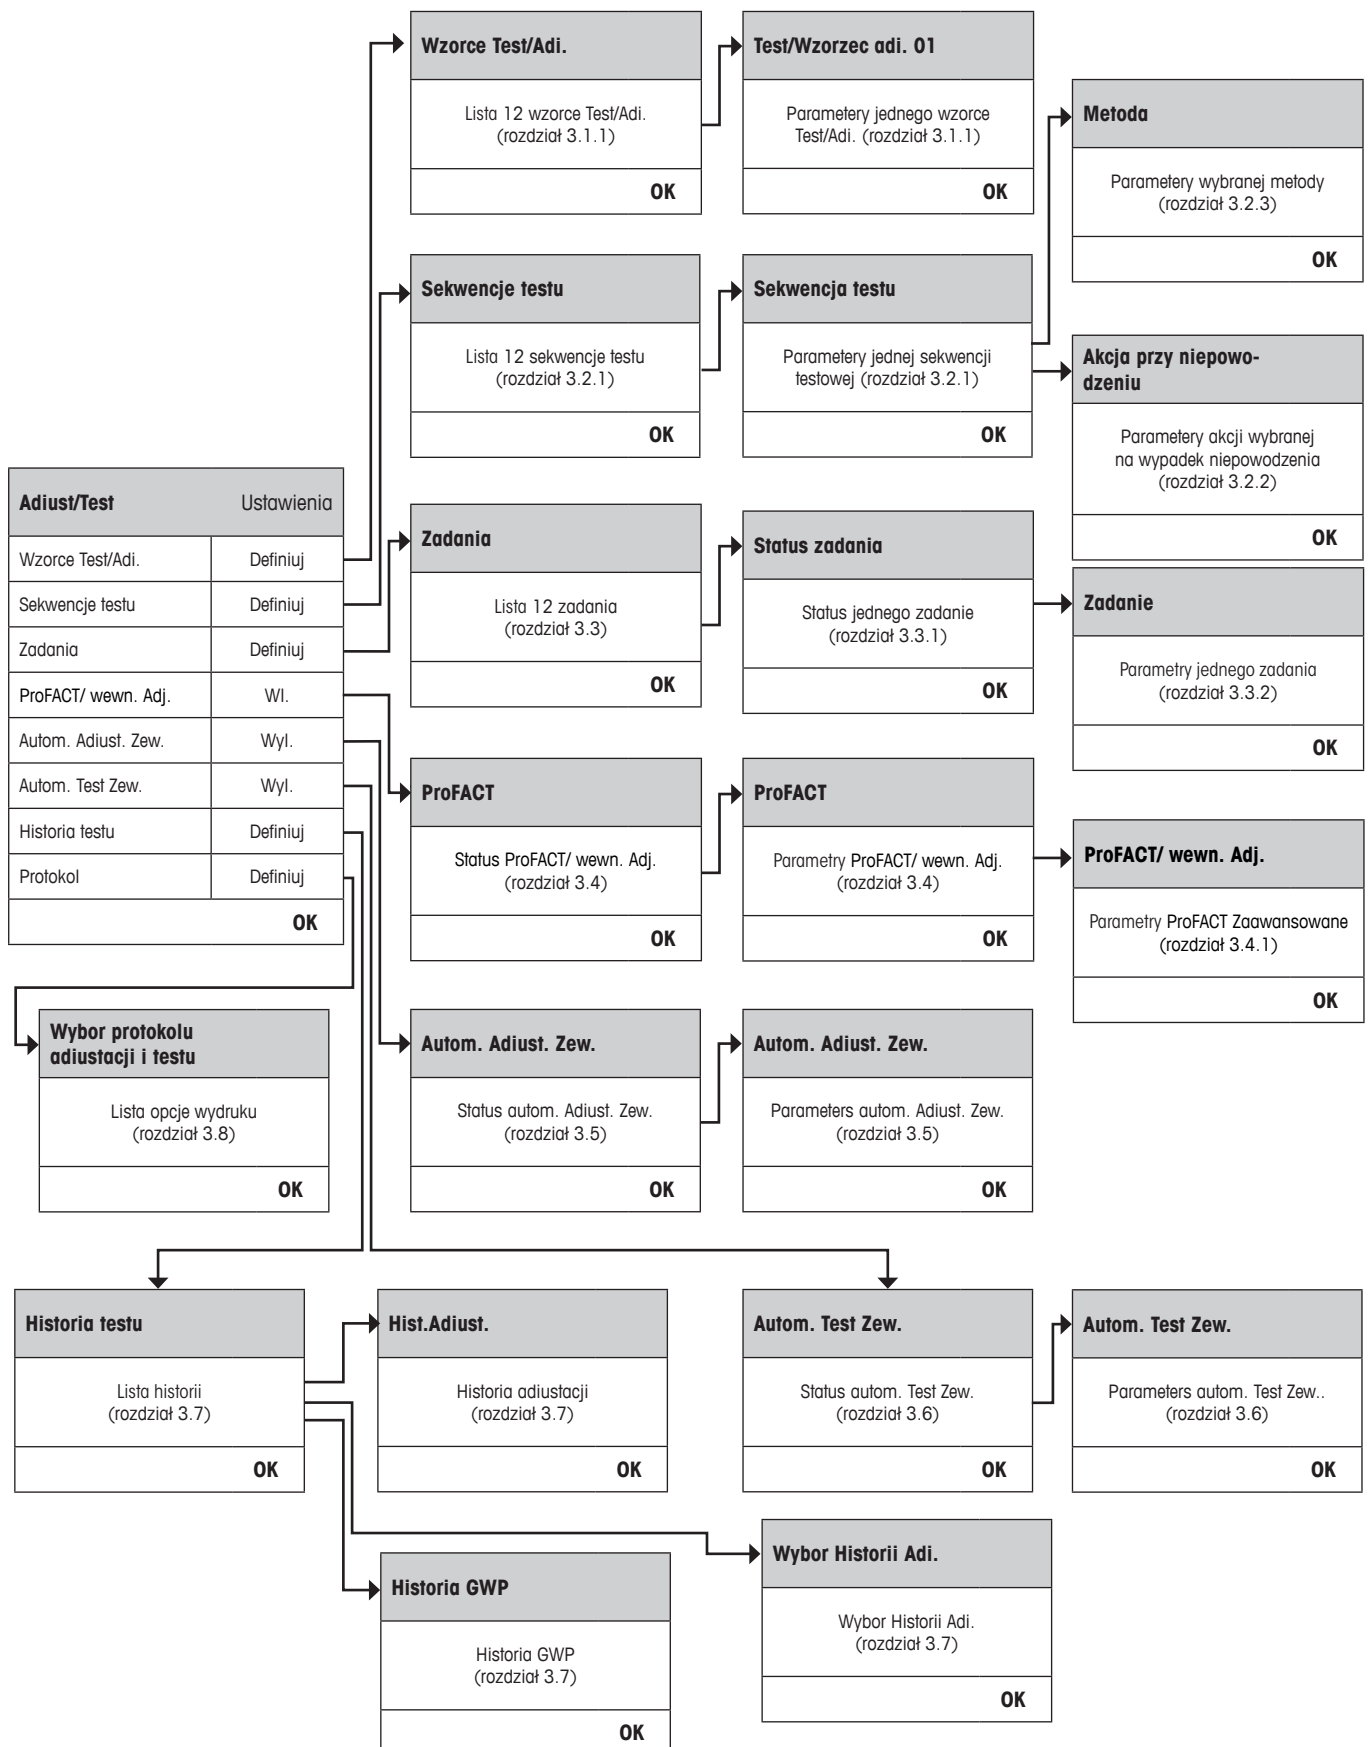 Wzorce Test/Adi.
Lista 12 wzorce Test/Adi.
(rozdział 3.1.1)
OK
Test/Wzorzec adi. 01
Parametery jednego wzorce
Test/Adi. (rozdział 3.1.1)
OK
Metoda
Parametery wybranej metody
(rozdział 3.2.3)
OK
Sekwencje testu
Lista 12 sekwencje testu
(rozdział 3.2.1)
OK
Sekwencja testu
Parametery jednej sekwencji
testowej (rozdział 3.2.1)
OK
Akcja przy niepowo-
dzeniu
Parametery akcji wybranej
na wypadek niepowodzenia
(rozdział 3.2.2)
OK
Adiust/Test Ustawienia
Wzorce Test/Adi. Definiuj
Sekwencje testu Definiuj
Zadania Definiuj
ProFACT/ wewn. Adj. Wl.
Autom. Adiust. Zew. Wyl.
Autom. Test Zew. Wyl.
Historia testu Definiuj
Protokol Definiuj
OK
Zadania
Lista 12 zadania
(rozdział 3.3)
OK
Status zadania
Status jednego zadanie
(rozdział 3.3.1)
OK
Zadanie
Parametry jednego zadania
(rozdział 3.3.2)
OK
ProFACT
Status ProFACT/ wewn. Adj.
(rozdział 3.4)
OK
ProFACT
Parametry ProFACT/ wewn. Adj.
(rozdział 3.4)
OK
ProFACT/ wewn. Adj.
Parametry ProFACT Zaawansowane
(rozdział 3.4.1)
OK
Wybor protokolu
adiustacji i testu
Lista opcje wydruku
(rozdział 3.8)
OK
Autom. Adiust. Zew.
Status autom. Adiust. Zew.
(rozdział 3.5)
OK
Autom. Adiust. Zew.
Parameters autom. Adiust. Zew.
(rozdział 3.5)
OK
Historia testu
Lista historii
(rozdział 3.7)
OK
Hist.Adiust.
Historia adiustacji
(rozdział 3.7)
OK
Autom. Test Zew.
Status autom. Test Zew.
(rozdział 3.6)
OK
Autom. Test Zew.
Parameters autom. Test Zew..
(rozdział 3.6)
OK
Historia GWP
Historia GWP
(rozdział 3.7)
OK
Wybor Historii Adi.
Wybor Historii Adi.
(rozdział 3.7)
OK